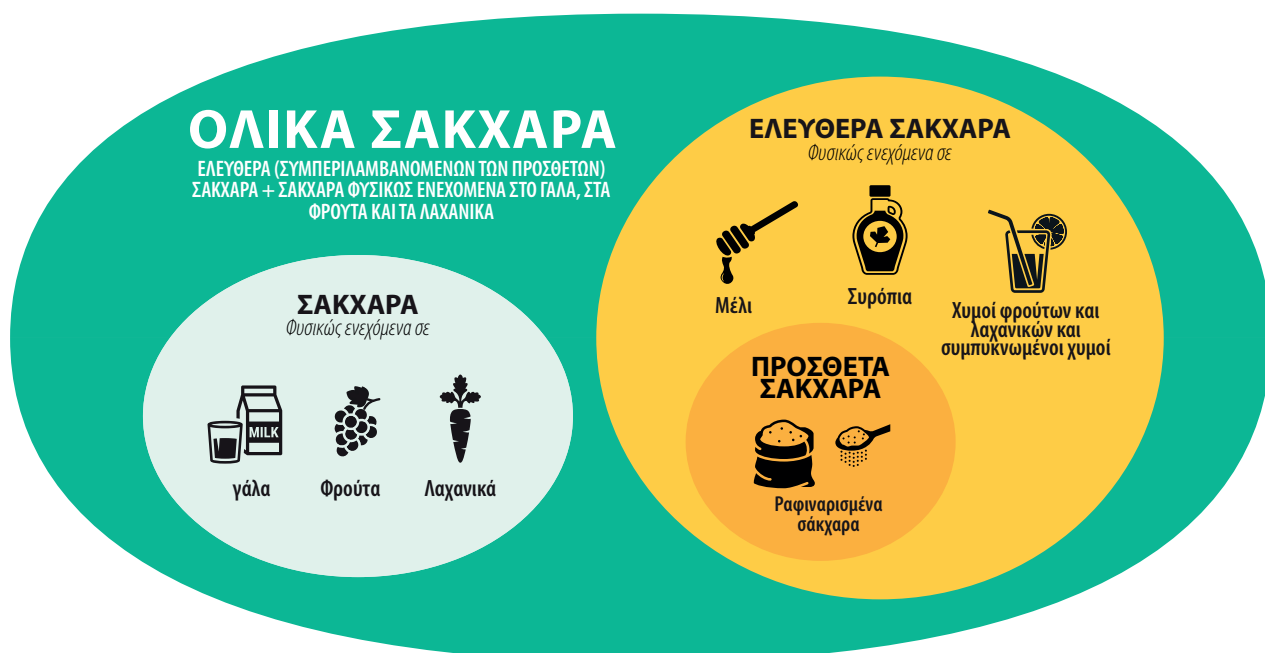 ΟΛΙΚΑ ΣΑΚΧΑΡΑ
ΕΛΕΥΘΕΡΑ (ΣΥΜΠΕΡΙΛΑΜΒΑΝΟΜΕΝΩΝ ΤΩΝ ΠΡΟΣΘΕΤΩΝ)
ΣΑΚΧΑΡΑ + ΣΑΚΧΑΡΑ ΦΥΣΙΚΩΣ ΕΝΕΧΟΜΕΝΑ ΣΤΟ ΓΑΛΑ, ΣΤΑ
ΦΡΟΥΤΑ ΚΑΙ ΤΑ ΛΑΧΑΝΙΚΑ
ΣΑΚΧΑΡΑ
Φυσικώς ενεχόμενα σε
MILK
γάλα
Φρούτα
Λαχανικά
ΕΛΕΥΘΕΡΑ ΣΑΚΧΑΡΑ
Φυσικώς ενεχόμενα σε
Μέλι
Συρόπια
Χυμοί φρούτων και
λαχανικών και
συμπυκνωμένοι χυμοί
ΠΡΟΣΘΕΤΑ
ΣΑΚΧΑΡΑ
Ραφιναρισμένα
σάκχαρα